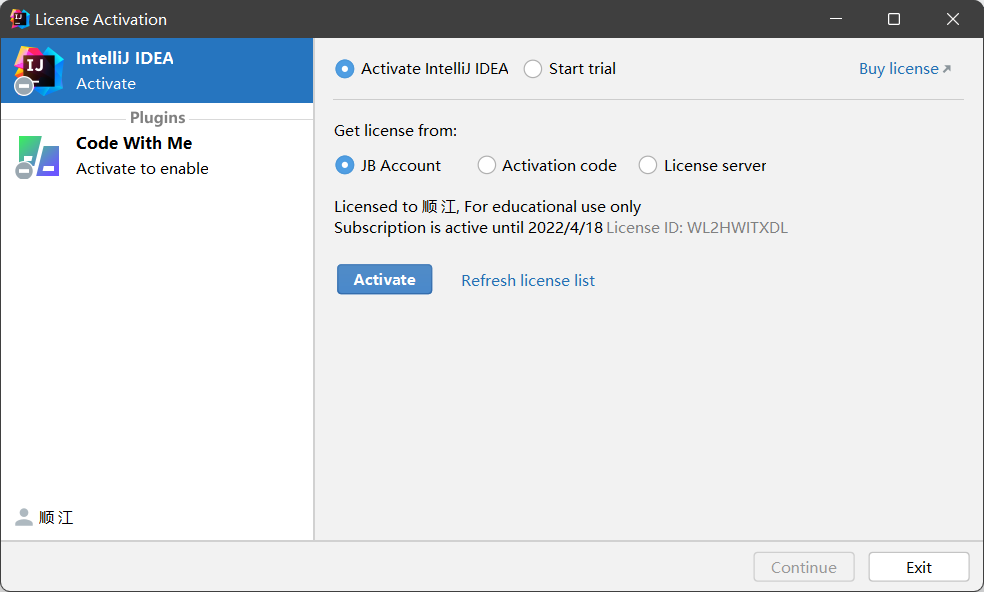 License Activation
IJ
IntelliJ IDEA
Activate
Plugins
Code With Me
Activate to enable
顺 江
Activate IntelliJ IDEA Start trial Buy license
Get license from:
JB Account Activation code License server
Licensed to 顺 江, For educational use only
Subscription is active until 2022/4/18 License ID: WL2HWITXDL
Activate Refresh license list
Continue Exit